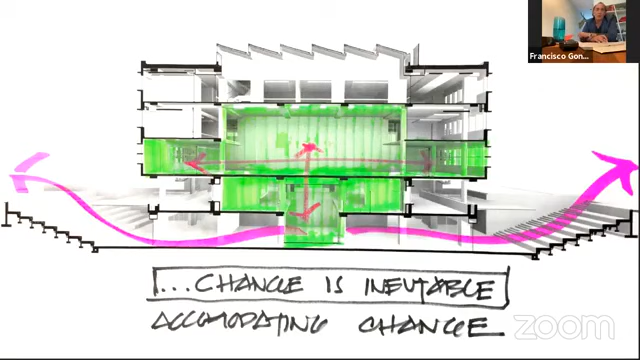 Francisco Gon...
...CHANGE IS INEVITABLE
ACCOMODATING CHANGE
zoom